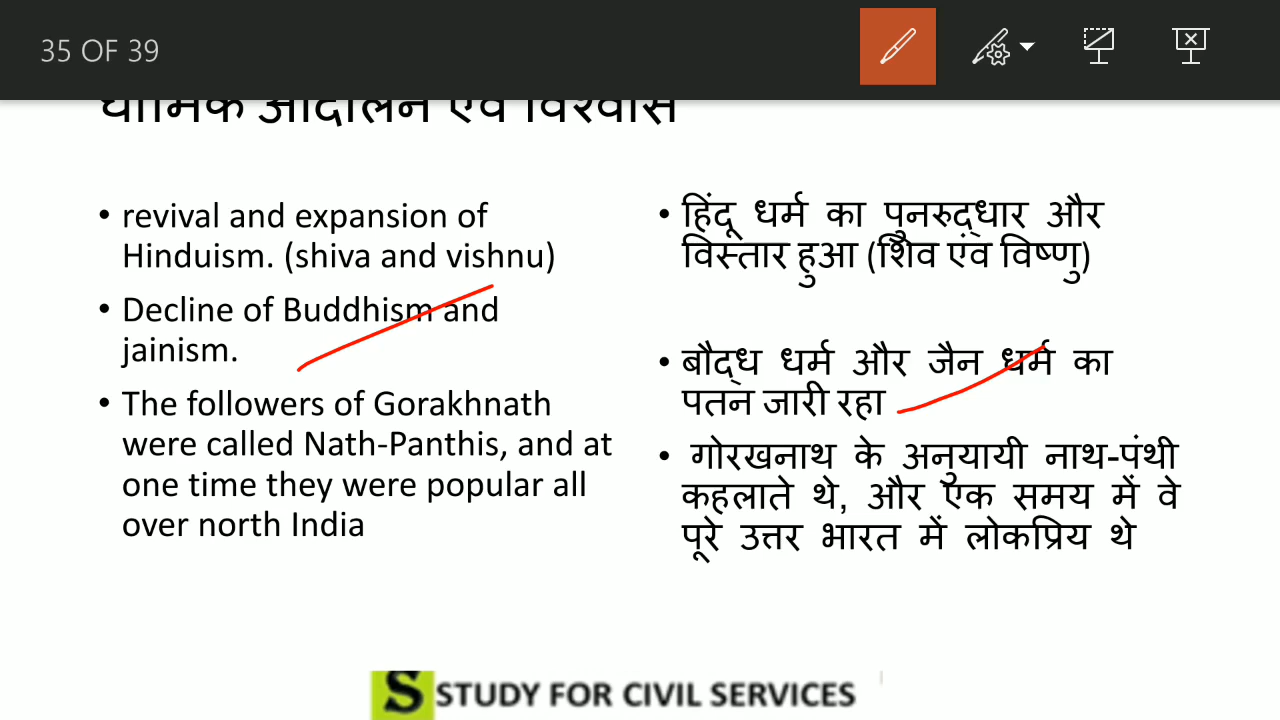 35 OF 39
धार्मिक आंदोलन एवं विश्वास
• revival and expansion of
Hinduism. (shiva and vishnu)
• Decline of Buddhism and
jainism.
• The followers of Gorakhnath
were called Nath-Panthis, and at
one time they were popular all
over north India
• हिंदू धर्म का पुनरुद्धार और
विस्तार हुआ (शिव एंव विष्णु)
• बौद्ध धर्म और जैन धर्म का
पतन जारी रहा
• गोरखनाथ के अनुयायी नाथ-पंथी
कहलाते थे, और एक समय में वे
पूरे उत्तर भारत में लोकप्रिय थे
S STUDY FOR CIVIL SERVICES